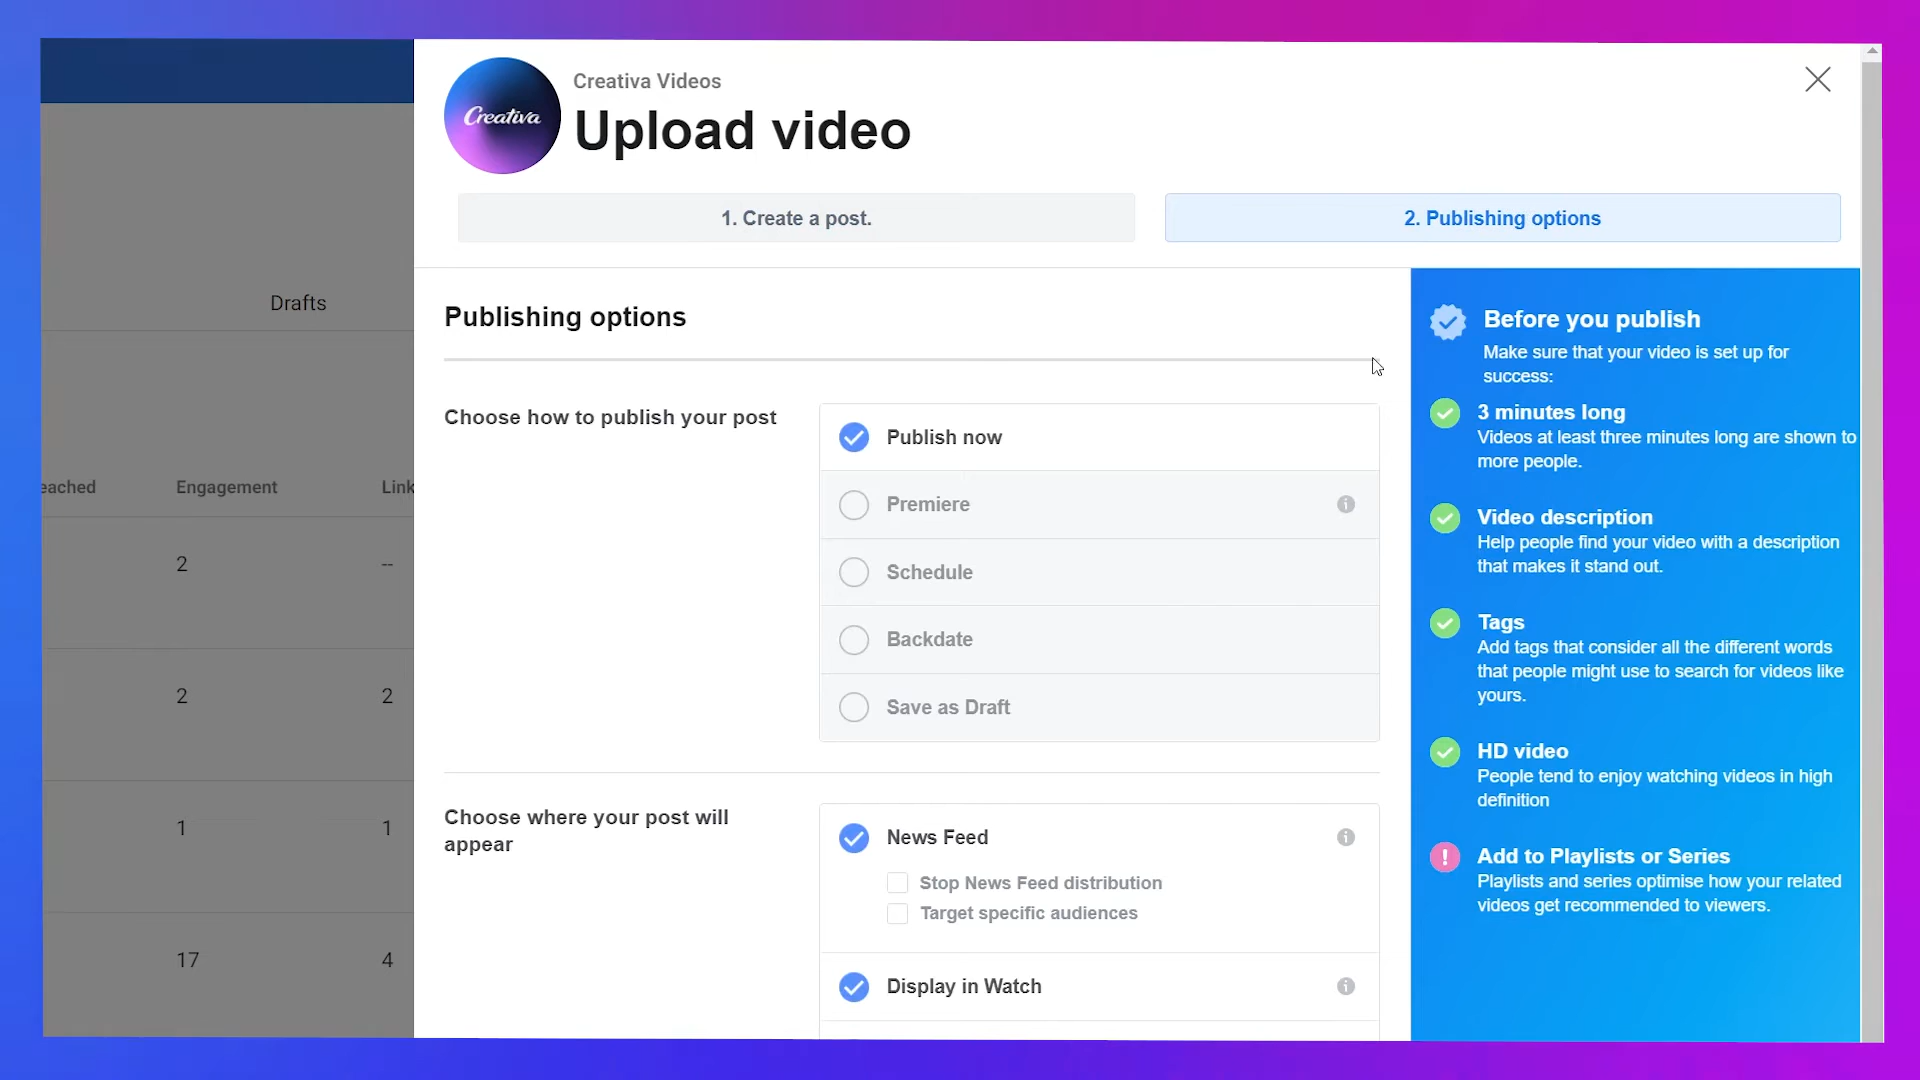 Creativa
Creativa Videos
Upload video
1. Create a post.
2. Publishing options
Drafts
eached
Engagement
Link
2
--
2
2
1
1
17
4
Publishing options
Choose how to publish your post
Publish now
Premiere
Schedule
Backdate
Save as Draft
Choose where your post will
appear
News Feed
Stop News Feed distribution
Target specific audiences
Display in Watch
Before you publish
Make sure that your video is set up for
success:
3 minutes long
Videos at least three minutes long are shown to
more people.
Video description
Help people find your video with a description
that makes it stand out.
Tags
Add tags that consider all the different words
that people might use to search for videos like
yours.
HD video
People tend to enjoy watching videos in high
definition
Add to Playlists or Series
Playlists and series optimise how your related
videos get recommended to viewers.